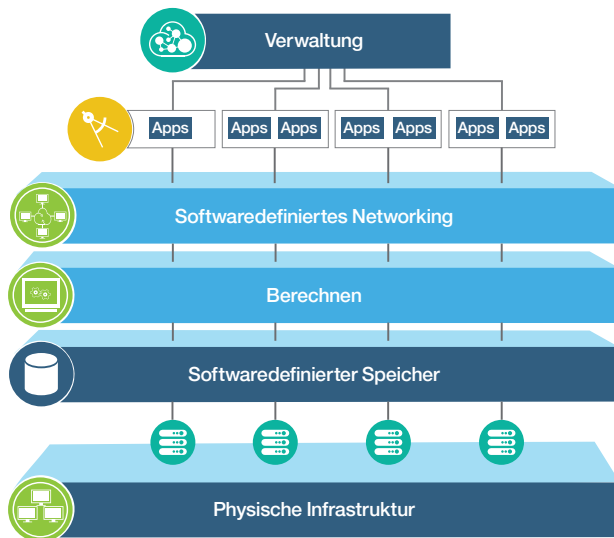 Verwaltung
Apps Apps Apps Apps Apps Apps Apps
Softwaredefiniertes Networking
Berechnen
Softwaredefinierter Speicher
Physische Infrastruktur